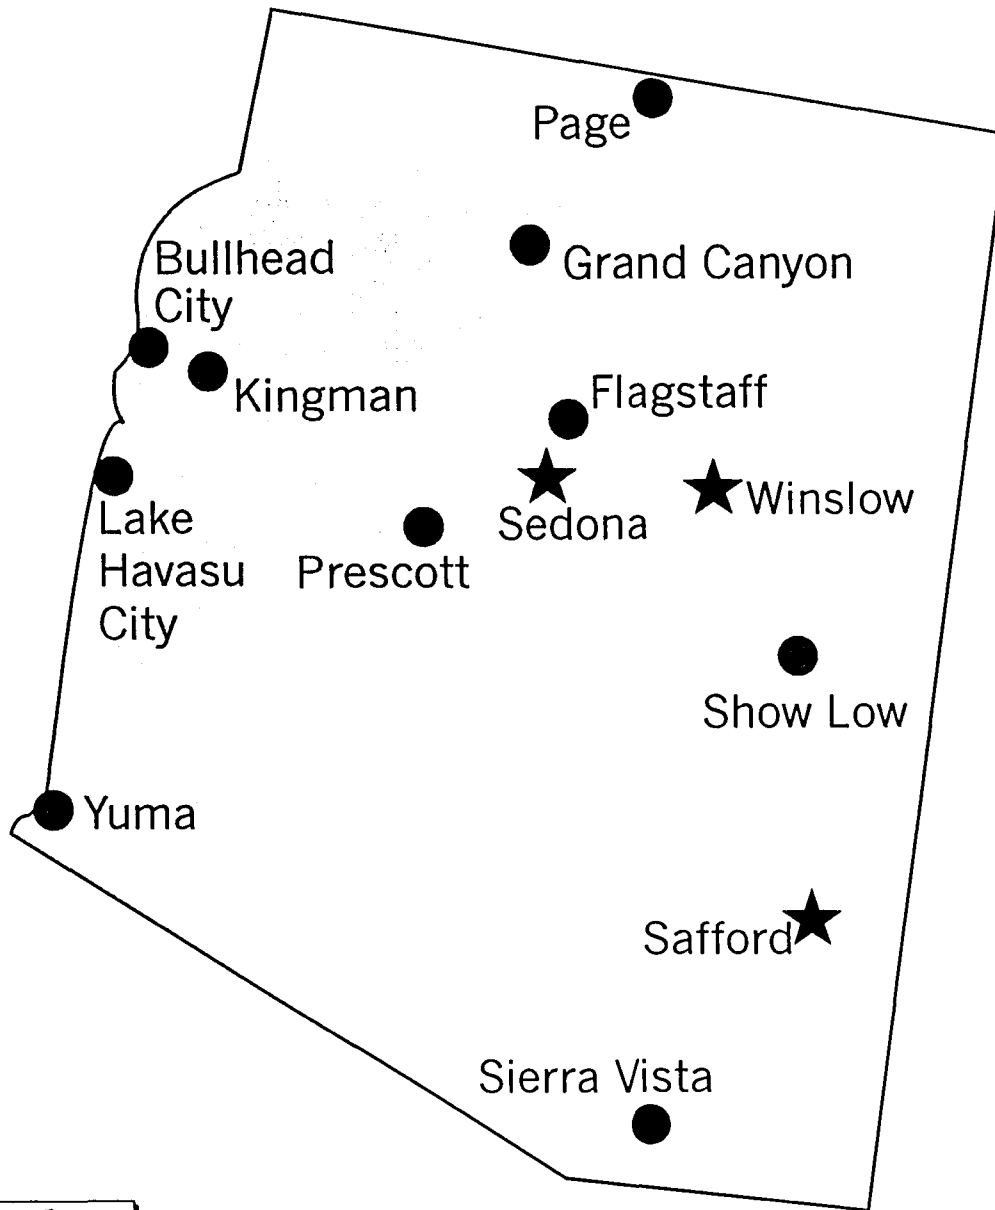 Page
Grand Canyon
Bullhead
City
Kingman
Flagstaff
Sedona
Winslow
Lake
Havasu
City
Prescott
Show Low
Yuma
Safford
Sierra Vista